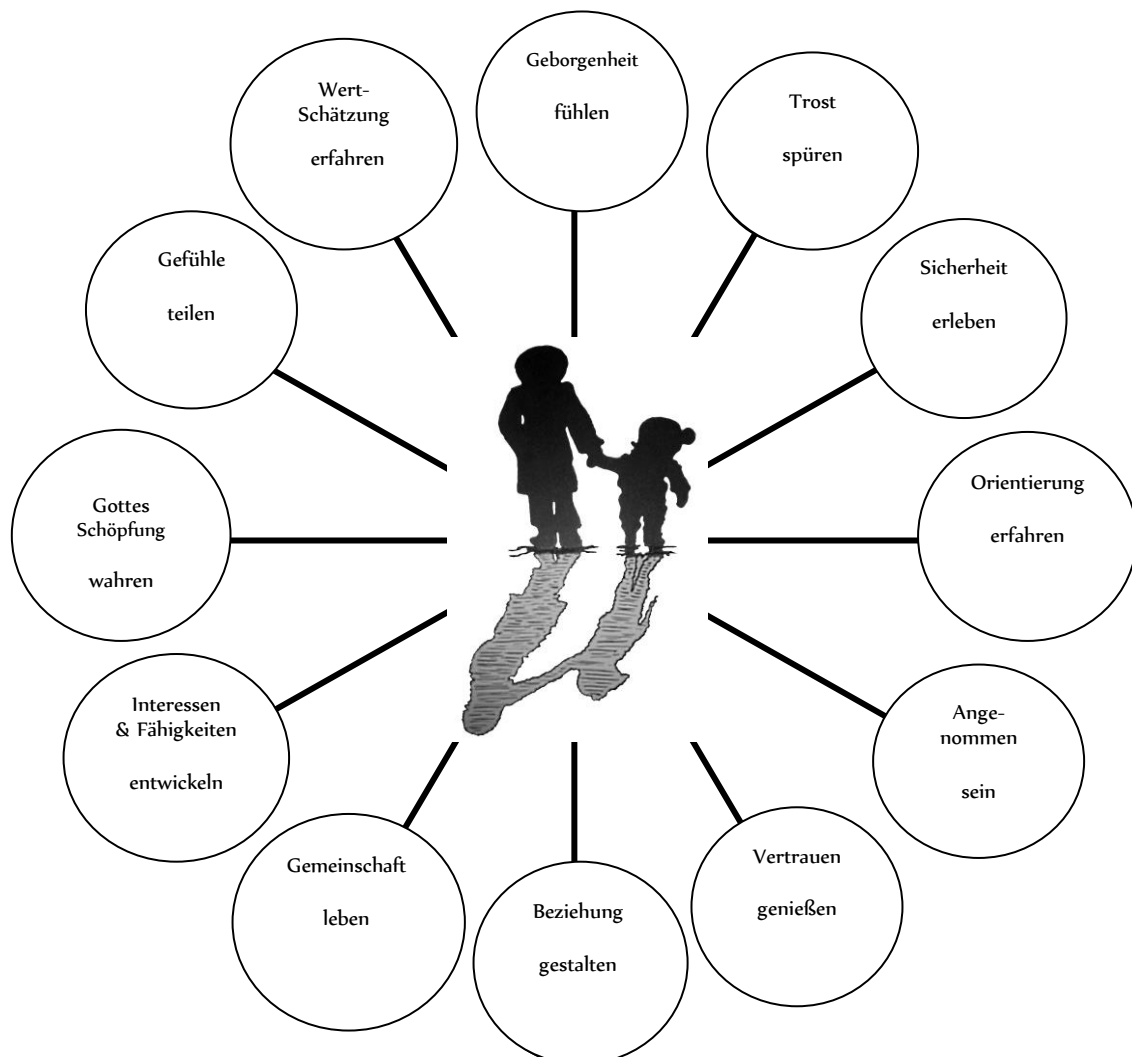 Geborgenheit
fühlen
Trost
spüren
Sicherheit
erleben
Orientierung
erfahren
Ange-
nommen
sein
Vertrauen
genießen
Beziehung
gestalten
Gemeinschaft
leben
Interessen
& Fähigkeiten
entwickeln
Gottes
Schöpfung
wahren
Gefühle
teilen
Wert-
Schätzung
erfahren